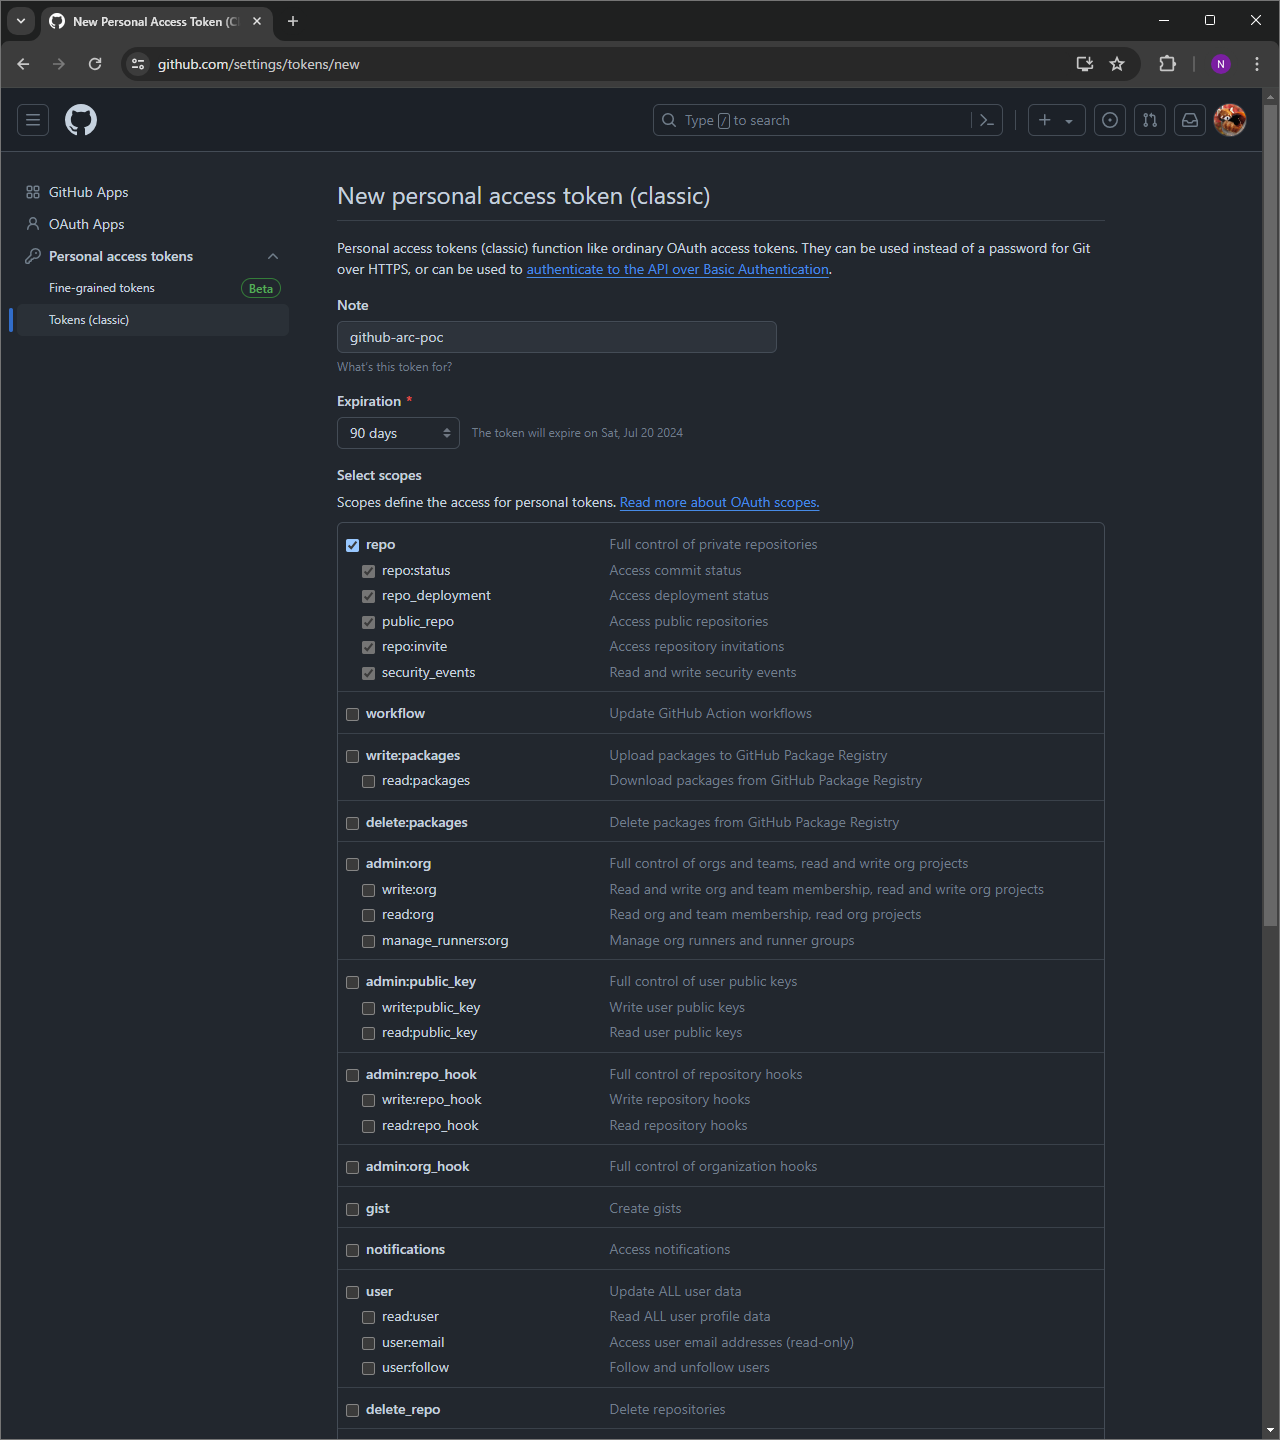 New Personal Access Token (Cl
github.com/settings/tokens/new
N
Type / to search
GitHub Apps
OAuth Apps
Personal access tokens
Fine-grained tokens Beta
Tokens (classic)
New personal access token (classic)
Personal access tokens (classic) function like ordinary OAuth access tokens. They can be used instead of a password for Git
over HTTPS, or can be used to authenticate to the API over Basic Authentication.
Note
github-arc-poc
What's this token for?
Expiration *
90 days The token will expire on Sat, Jul 20 2024
Select scopes
Scopes define the access for personal tokens. Read more about OAuth scopes.
repo Full control of private repositories
repo:status Access commit status
repo_deployment Access deployment status
public_repo Access public repositories
repo:invite Access repository invitations
security_events Read and write security events
workflow Update GitHub Action workflows
write:packages Upload packages to GitHub Package Registry
read:packages Download packages from GitHub Package Registry
delete:packages Delete packages from GitHub Package Registry
admin:org Full control of orgs and teams, read and write org projects
write:org Read and write org and team membership, read and write org projects
read:org Read org and team membership, read org projects
manage_runners:org Manage org runners and runner groups
admin:public_key Full control of user public keys
write:public_key Write user public keys
read:public_key Read user public keys
admin:repo_hook Full control of repository hooks
write:repo_hook Write repository hooks
read:repo_hook Read repository hooks
admin:org_hook Full control of organization hooks
gist Create gists
notifications Access notifications
user Update ALL user data
read:user Read ALL user profile data
user:email Access user email addresses (read-only)
user:follow Follow and unfollow users
delete_repo Delete repositories